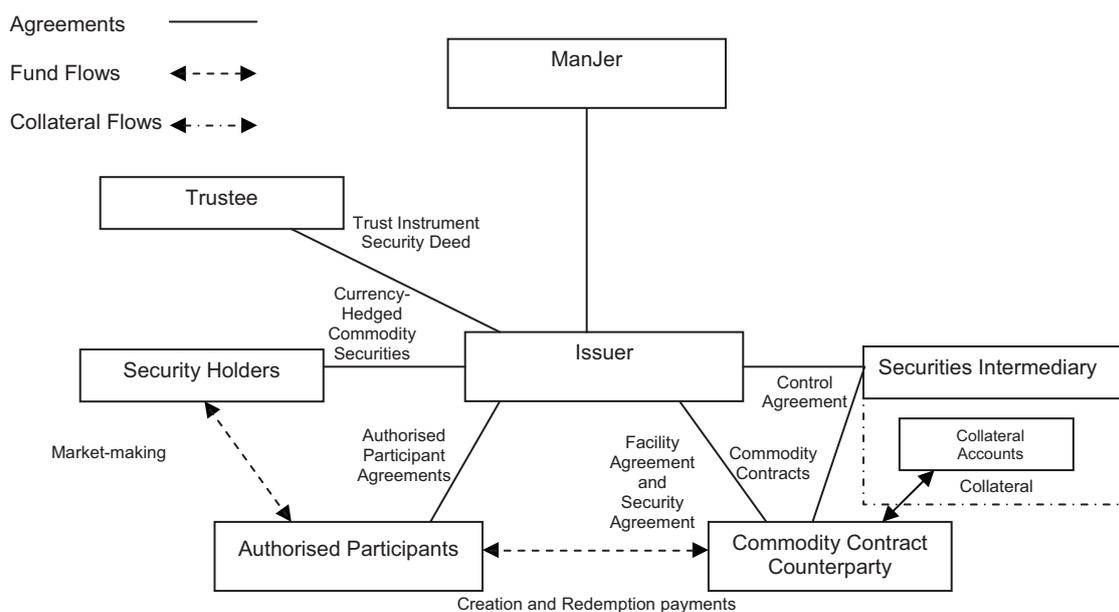 Agreements
Fund Flows
Collateral Flows
ManJer
Trustee
Trust Instrument
Security Deed
Currency-
Hedged
Commodity
Securities
Issuer
Security Holders
Securities Intermediary
Control
Agreement
Collateral
Accounts
Collateral
Market-making
Authorised
Participant
Agreements
Facility
Agreement
and
Security
Agreement
Commodity
Contracts
Authorised Participants
Commodity Contract
Counterparty
Creation and Redemption payments